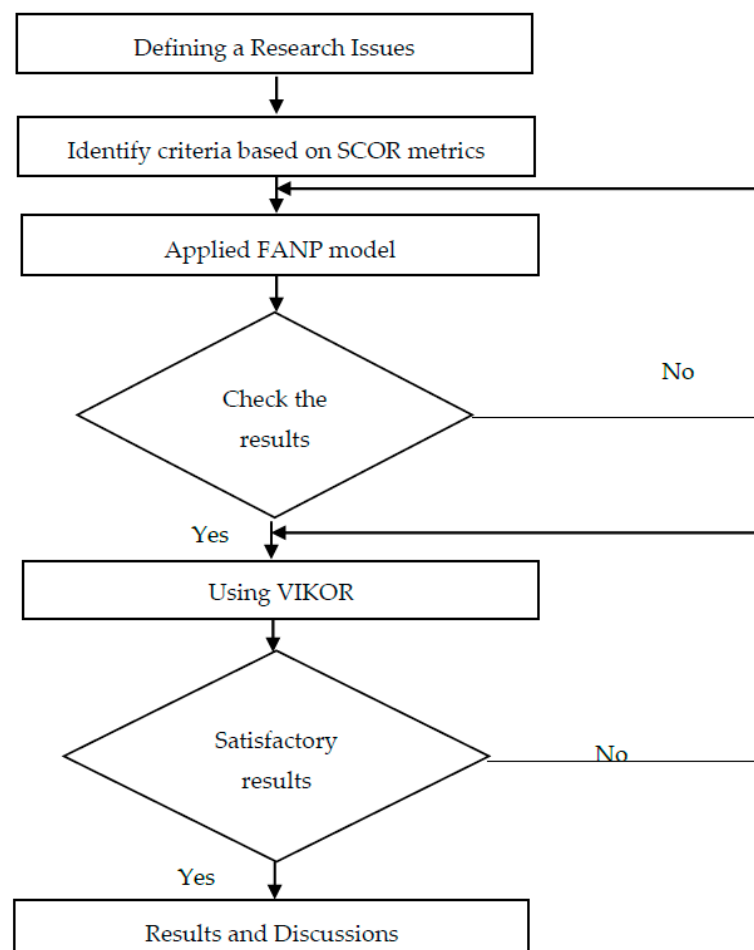 Defining a Research Issues
Identify criteria based on SCOR metrics
Applied FANP model
No
Check the
results
Yes
Using VIKOR
Satisfactory
results
No
Yes
Results and Discussions